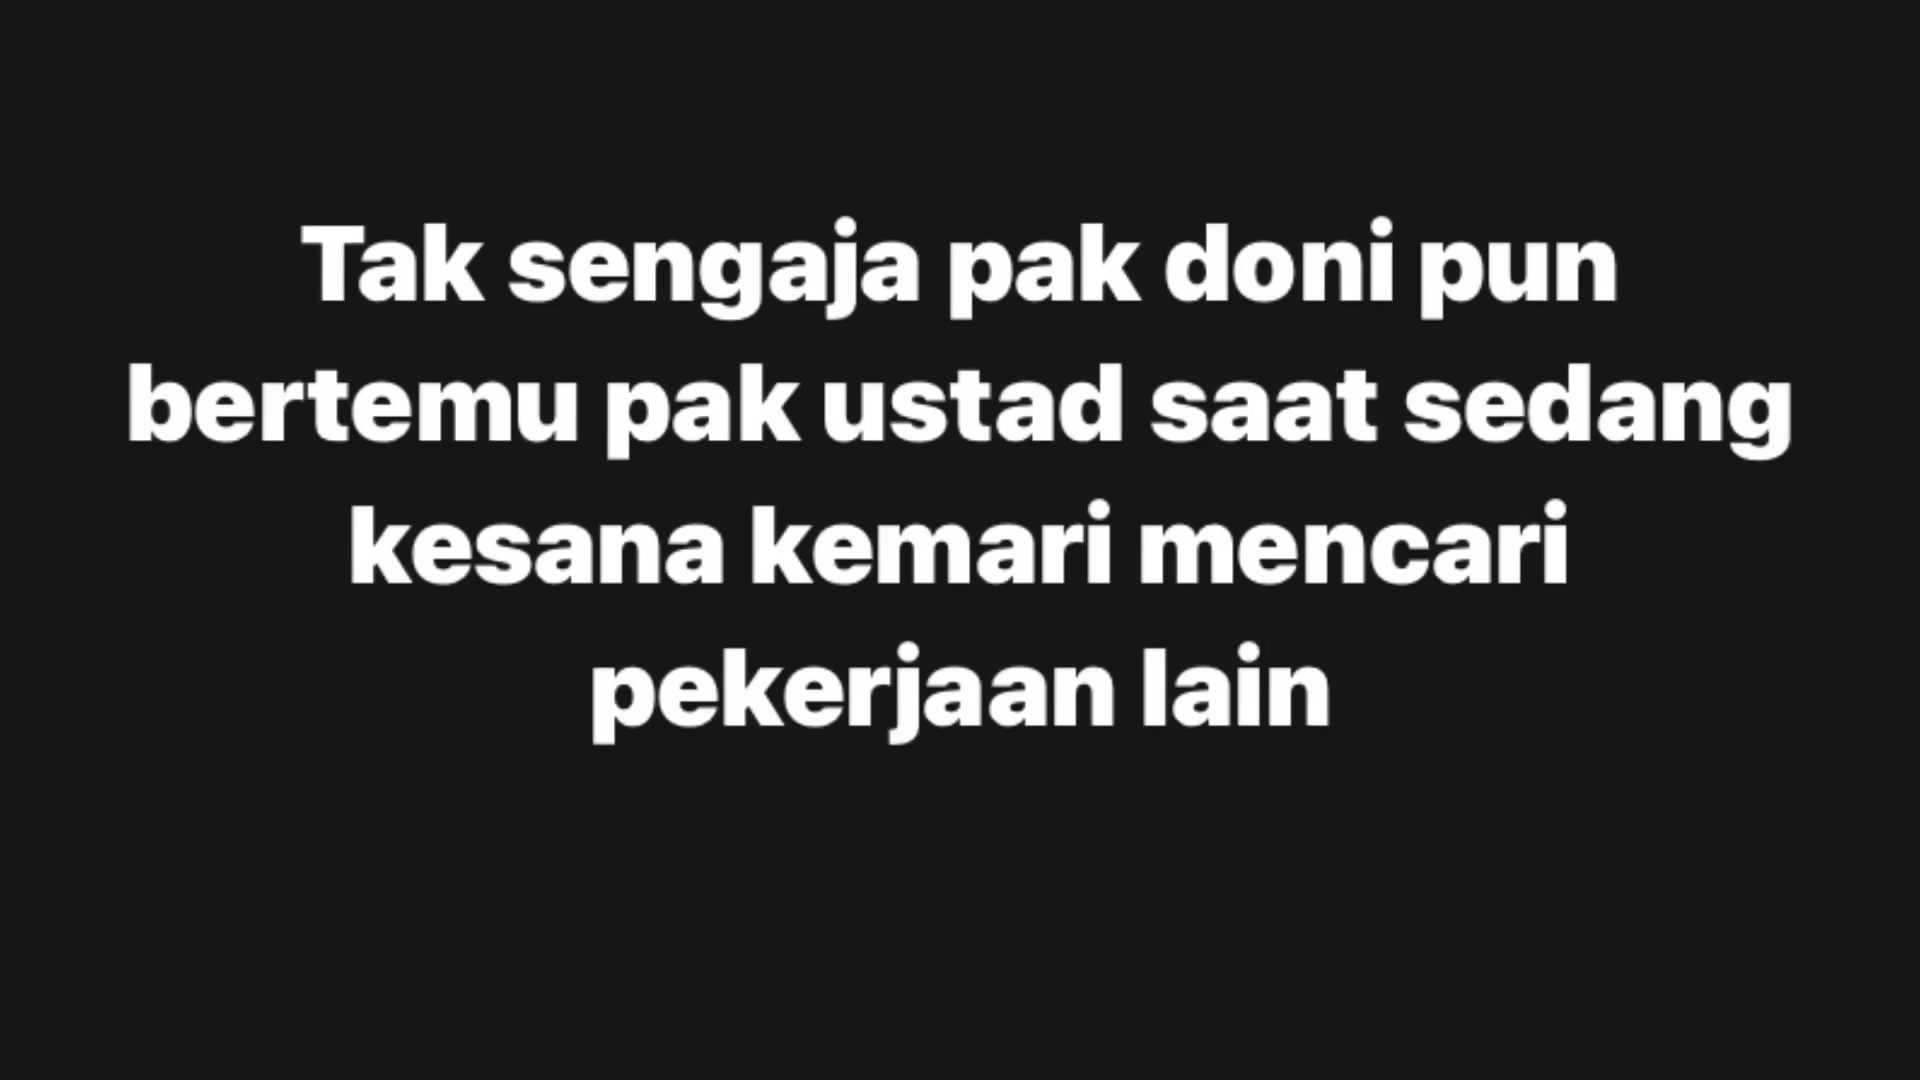 Tak sengaja pak doni pun
bertemu pak ustad saat sedang
kesana kemari mencari
pekerjaan lain